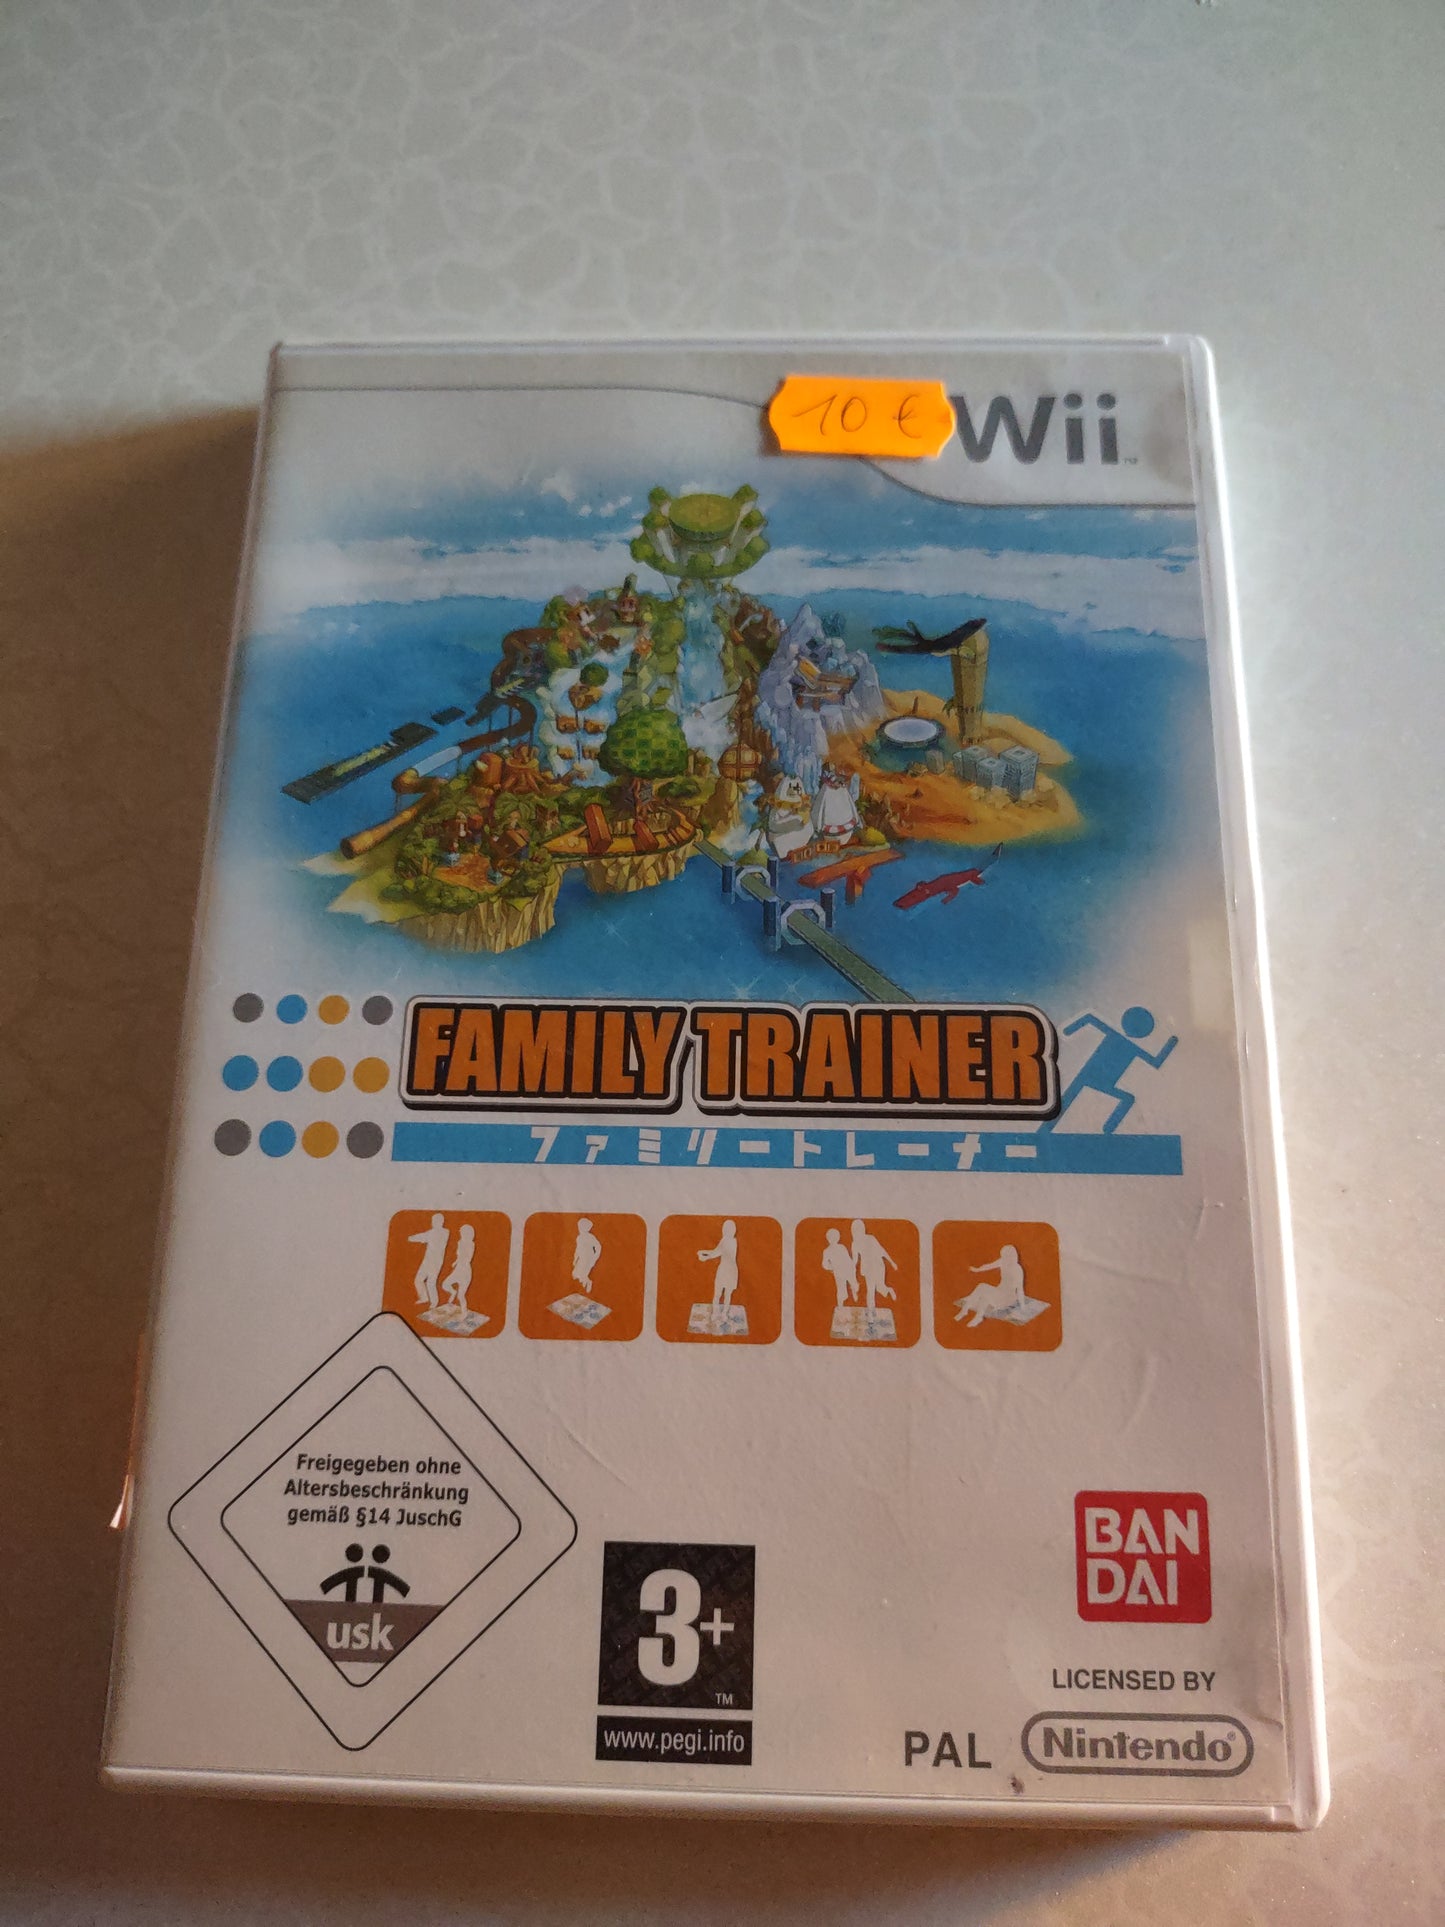 10 €
Wii
FAMILY TRAINER
ファミリートレーナー
Freigegeben ohne
Altersbeschränkung
gemäß §14 JuschG
usk
3+
TM
www.pegi.info
BAN
DAI
LICENSED BY
PAL
Nintendo®